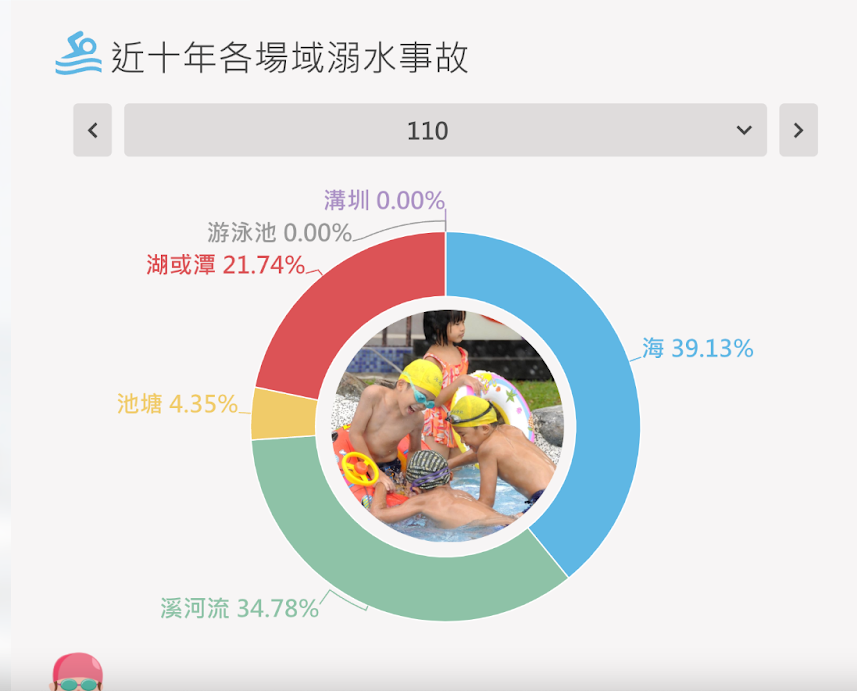 近十年各場域溺水事故
110
溝圳 0.00%
游泳池 0.00%
湖或潭 21.74%
海 39.13%
池塘 4.35%
溪河流 34.78%